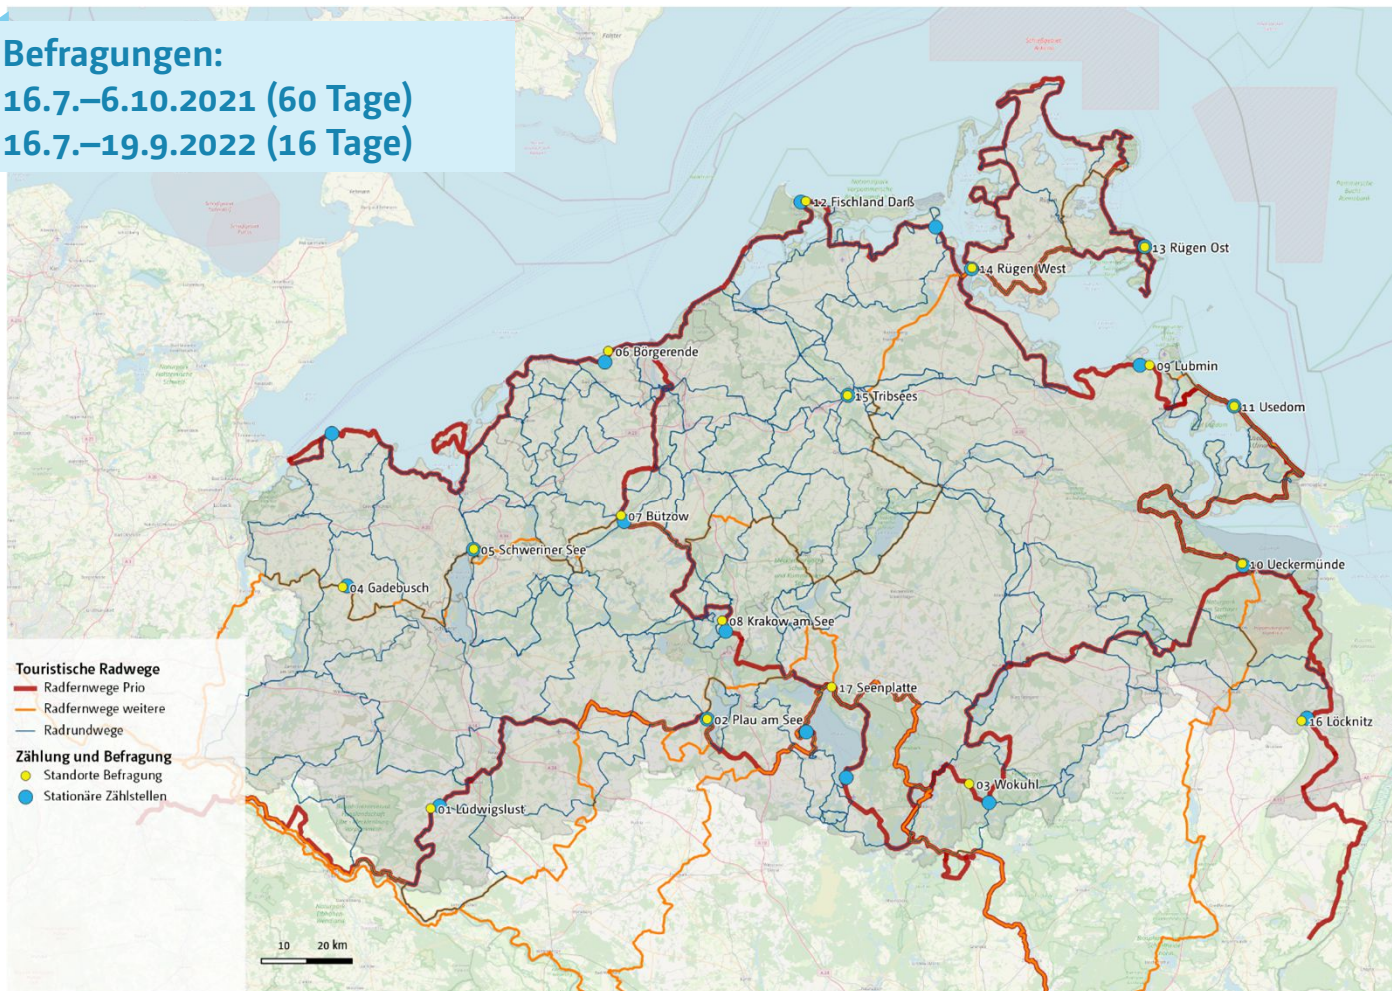 Befragungen:
16.7.–6.10.2021 (60 Tage)
16.7.–19.9.2022 (16 Tage)
12 Fischland Darß
13 Rügen Ost
14 Rügen West
06 Börgerende
09 Lubmin
15 Tribsees
11 Usedom
07 Bützow
05 Schweriner See
10 Ueckermünde
04 Gadebusch
08 Krakow am See
17 Seenplatte
02 Plau am See
16 Löcknitz
03 Wokuhl
01 Ludwigslust
Touristische Radwege
Radfernwege Prio
Radfernwege weitere
Radrundwege
Zählung und Befragung
Standorte Befragung
Stationäre Zählstellen
10 20 km